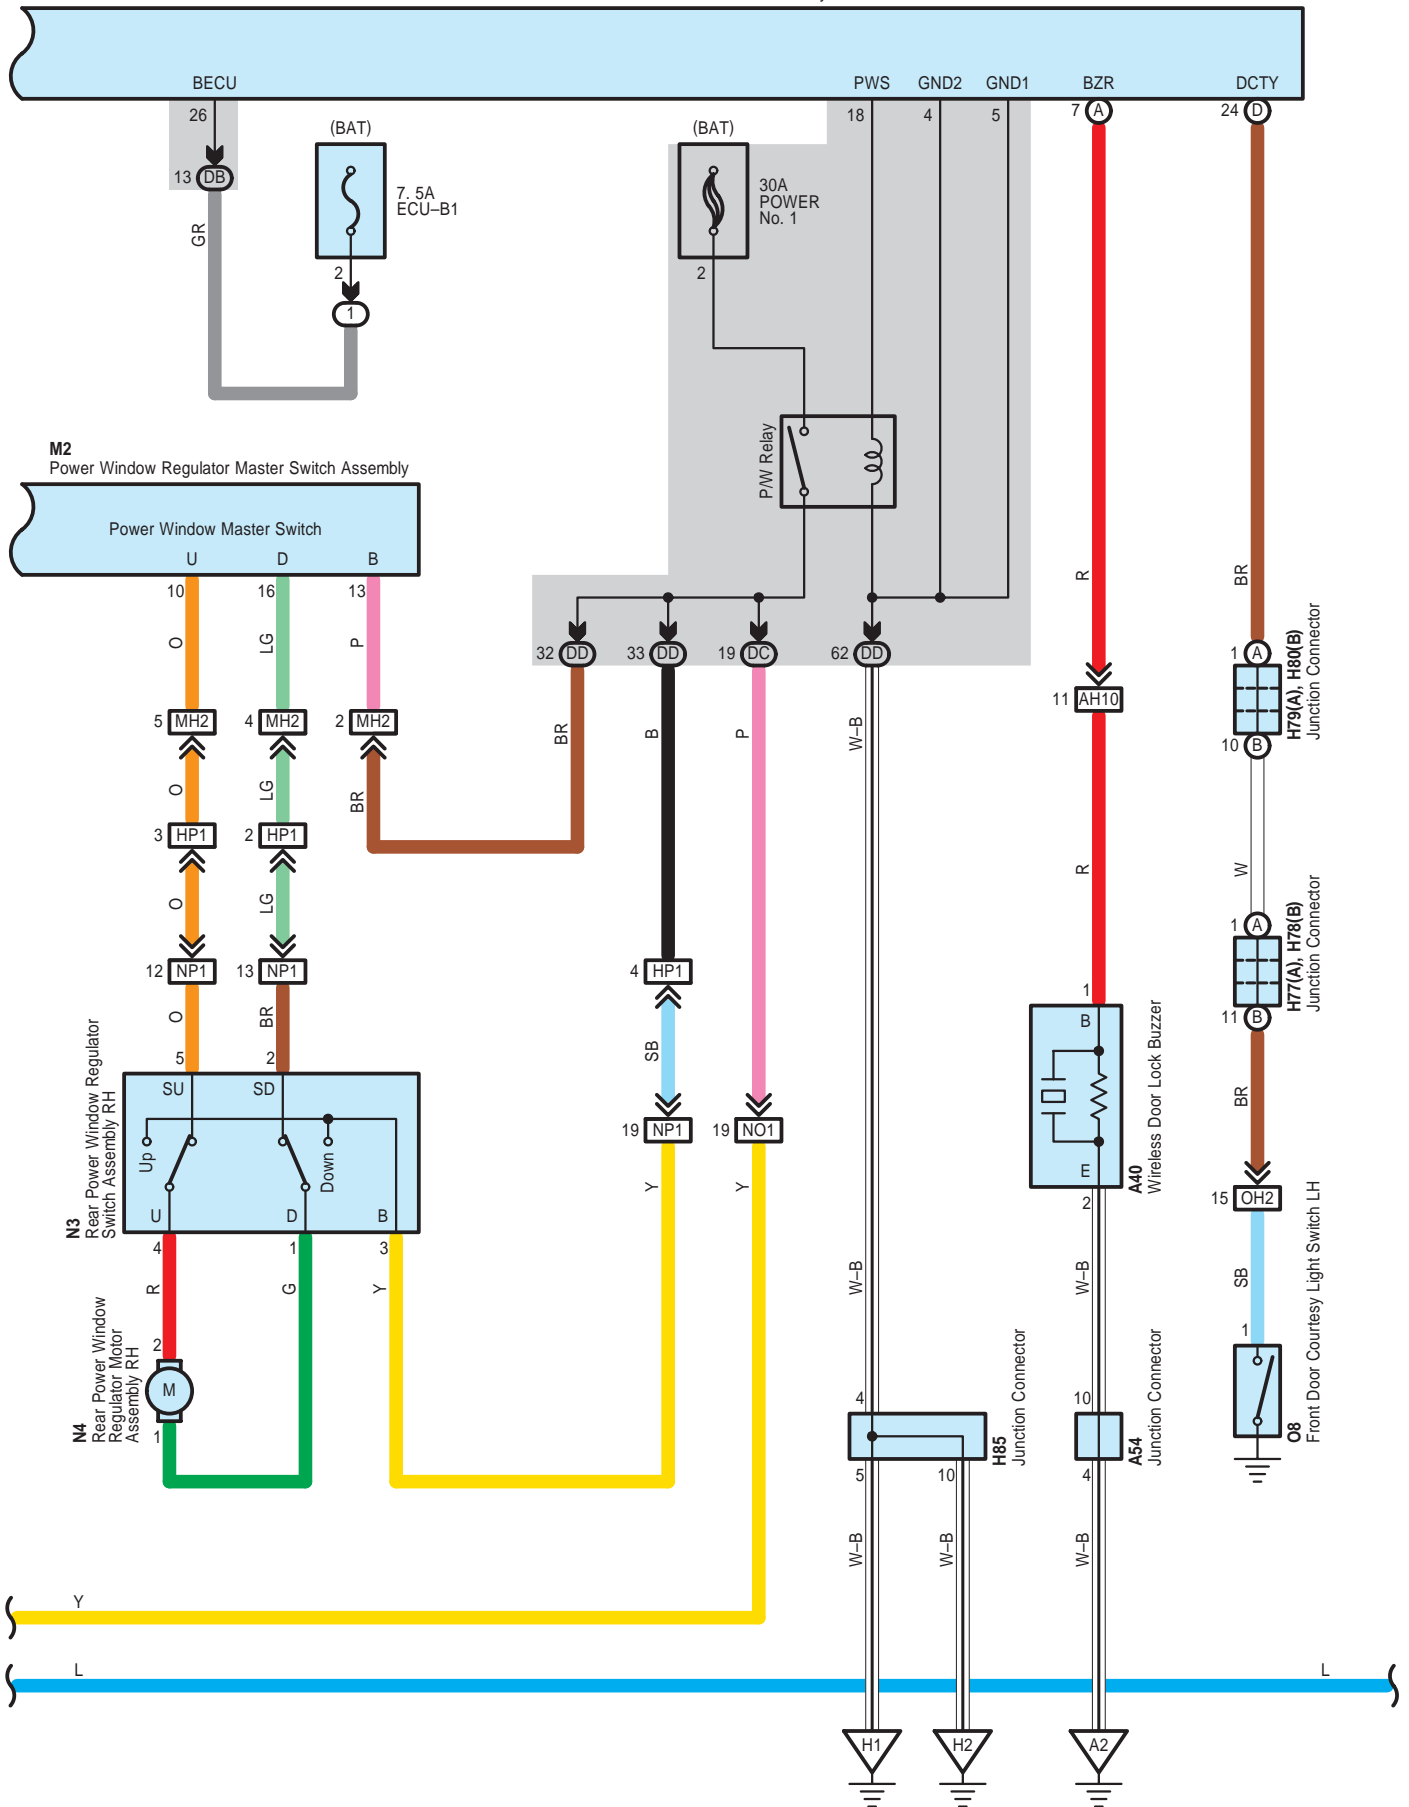 BECU
PWS
GND2
GND1
BZR
DCTY
26
18
4
5
7
A
24
D
(BAT)
(BAT)
13
DB
7. 5A
ECU–B1
30A
POWER
No. 1
GR
2
2
1
M2
Power Window Regulator Master Switch Assembly
P/W Relay
Power Window Master Switch
U
D
B
10
16
13
R
BR
O
LG
P
32
DD
33
DD
19
DC
62
DD
1
A
H79(A), H80(B)
Junction Connector
11
AH10
5
MH2
4
MH2
2
MH2
BR
B
P
W–B
10
B
O
LG
BR
3
HP1
2
HP1
R
W
O
LG
1
A
H77(A), H78(B)
Junction Connector
12
NP1
13
NP1
4
HP1
1
11
B
O
BR
B
5
2
SB
BR
N3
Rear Power Window Regulator
Switch Assembly RH
SU
SD
19
NP1
19
NO1
Up
Down
E
A40
Wireless Door Lock Buzzer
U
D
B
Y
Y
2
15
OH2
4
1
3
R
G
Y
W–B
W–B
SB
2
1
N4
Rear Power Window
Regulator Motor
Assembly RH
M
1
4
10
O8
Front Door Courtesy Light Switch LH
H85
Junction Connector
A54
Junction Connector
5
10
4
W–B
W–B
W–B
Y
L
L
H1
H2
A2